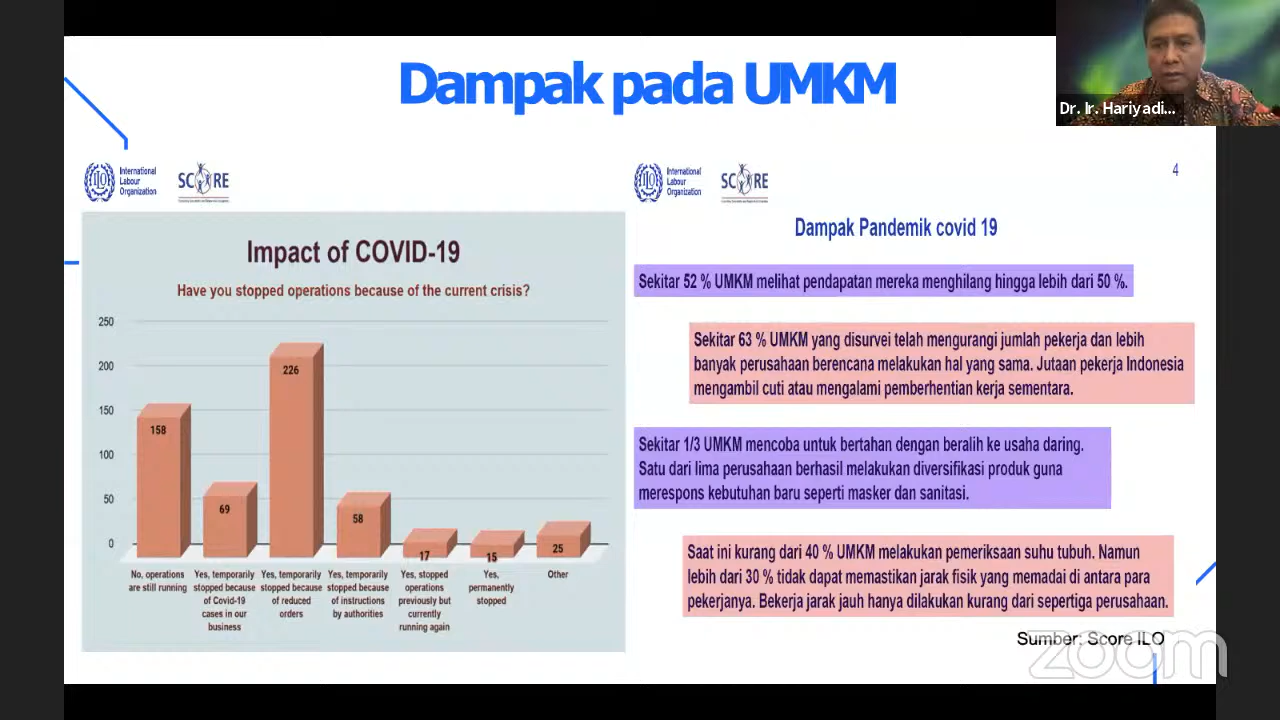 Dampak pada UMKM
Dr. Ir. Hariyadi...
International
Labour
Organization
SCORE
International
Labour
Organization
SCORE
4
Impact of COVID-19
Have you stopped operations because of the current crisis?
250
200
150
100
50
0
158
69
226
58
17
15
25
No, operations
are still running
Yes, temporarily
stopped because
of Covid-19
cases in our
business
Yes, temporarily
stopped because
of reduced
orders
Yes, temporarily
stopped because
of instructions
by authorities
Yes, stopped
operations
previously but
currently
running again
Yes,
permanently
stopped
Other
Dampak Pandemik covid 19
Sekitar 52 % UMKM melihat pendapatan mereka menghilang hingga lebih dari 50 %.
Sekitar 63 % UMKM yang disurvei telah mengurangi jumlah pekerja dan lebih
banyak perusahaan berencana melakukan hal yang sama. Jutaan pekerja Indonesia
mengambil cuti atau mengalami pemberhentian kerja sementara.
Sekitar 1/3 UMKM mencoba untuk bertahan dengan beralih ke usaha daring.
Satu dari lima perusahaan berhasil melakukan diversifikasi produk guna
merespons kebutuhan baru seperti masker dan sanitasi.
Saat ini kurang dari 40 % UMKM melakukan pemeriksaan suhu tubuh. Namun
lebih dari 30 % tidak dapat memastikan jarak fisik yang memadai di antara para
pekerjanya. Bekerja jarak jauh hanya dilakukan kurang dari sepertiga perusahaan.
Sumber: Score ILO
zoom